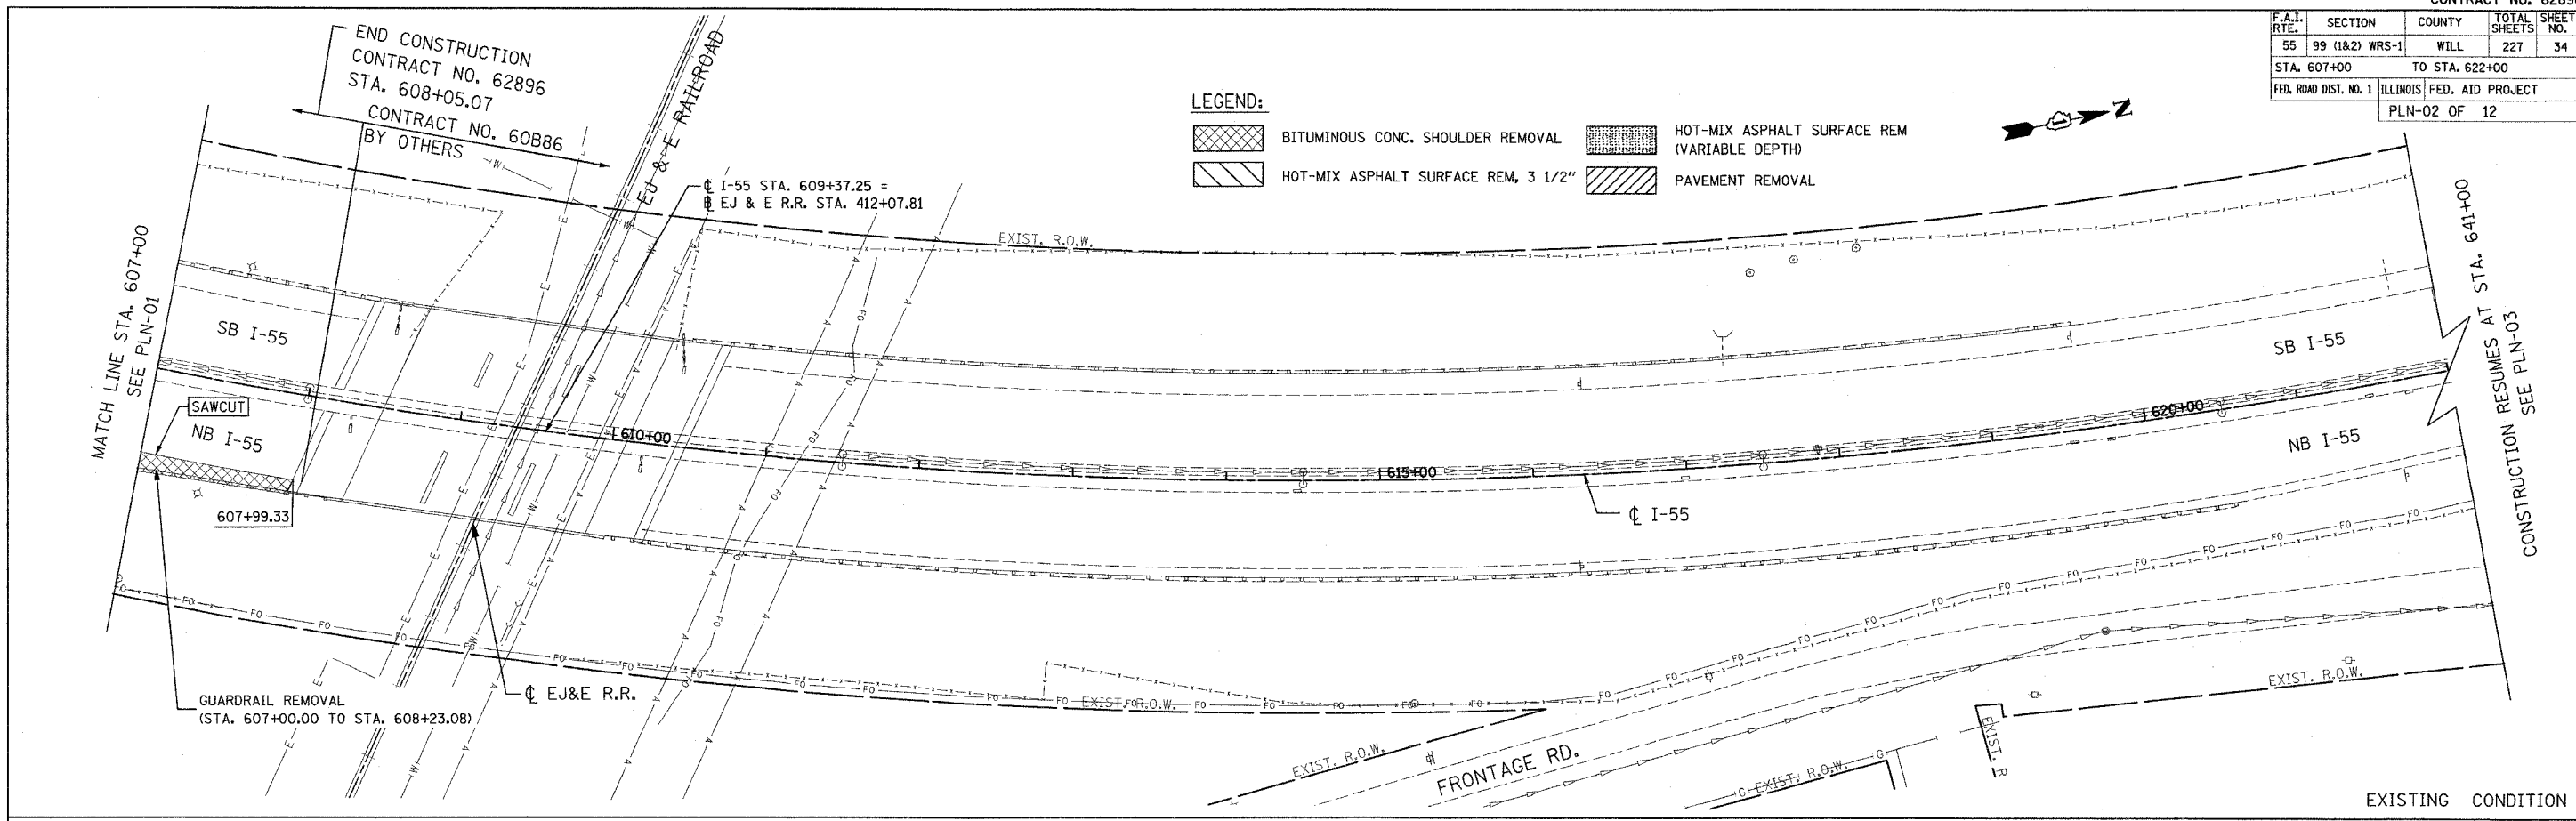 F.A.I. RTE.
SECTION
COUNTY
TOTAL SHEETS
SHEET NO.
55
99 (1&2) WRS-1
WILL
227
34
STA. 607+00 TO STA. 622+00
FED. ROAD DIST. NO. 1
ILLINOIS
FED. AID PROJECT
PLN-02 OF 12
END CONSTRUCTION
CONTRACT NO. 62896
STA. 608+05.07
CONTRACT NO. 60B86
BY OTHERS
EJ & E RAILROAD
LEGEND:
BITUMINOUS CONC. SHOULDER REMOVAL
HOT-MIX ASPHALT SURFACE REM, 3 1/2"
HOT-MIX ASPHALT SURFACE REM
(VARIABLE DEPTH)
PAVEMENT REMOVAL
N
℄ I-55 STA. 609+37.25 =
EJ & E R.R. STA. 412+07.81
EXIST. R.O.W.
MATCH LINE STA. 607+00
SEE PLN-01
SB I-55
SAWCUT
NB I-55
607+99.33
610+00
615+00
620+00
SB I-55
NB I-55
℄ I-55
CONSTRUCTION RESUMES AT STA. 641+00
SEE PLN-03
GUARDRAIL REMOVAL
(STA. 607+00.00 TO STA. 608+23.08)
℄ EJ&E R.R.
EXIST. R.O.W.
EXIST. R.O.W.
FRONTAGE RD.
EXIST. R.O.W.
EXIST. R
EXIST. R.O.W.
EXISTING CONDITION